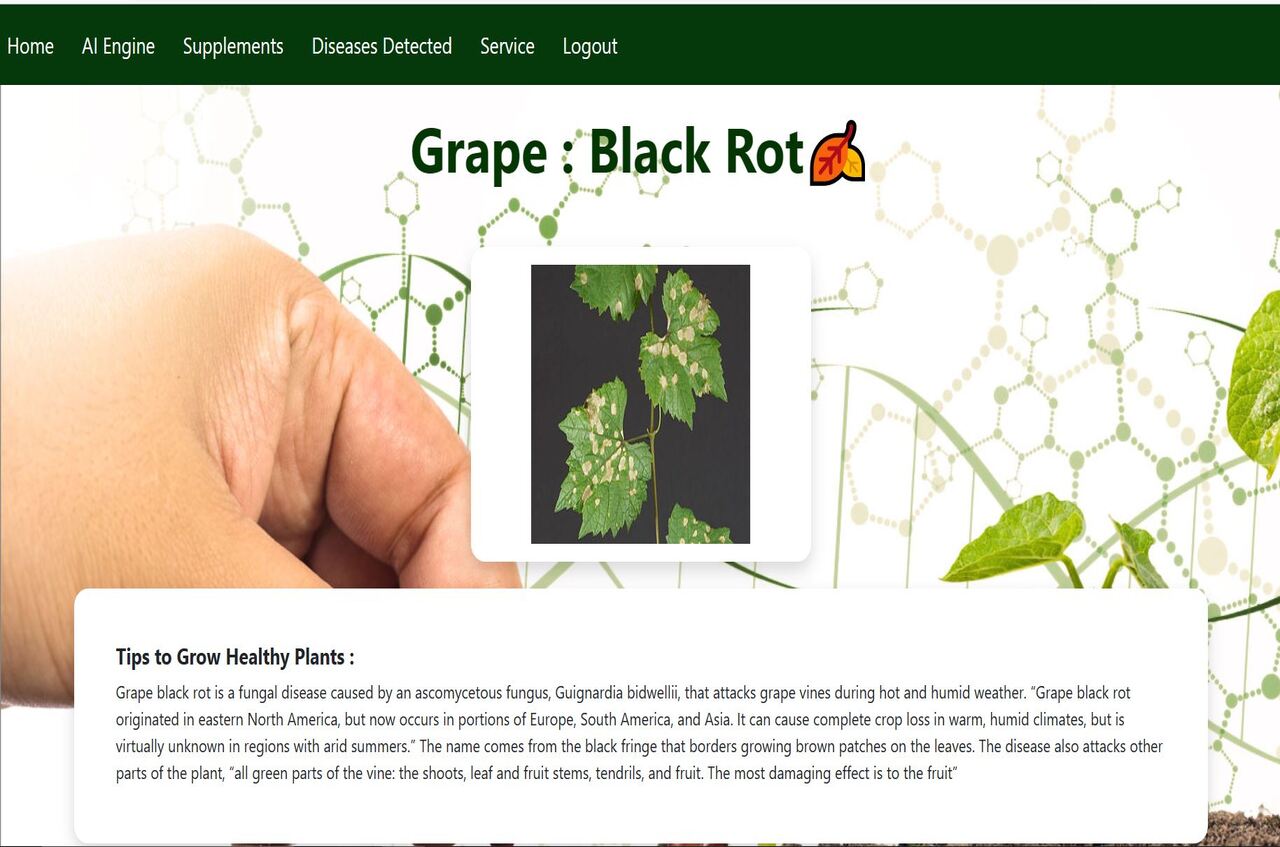 Home AI Engine Supplements Diseases Detected Service Logout
Grape : Black Rot
Tips to Grow Healthy Plants :
Grape black rot is a fungal disease caused by an ascomycetous fungus, Guignardia bidwellii, that attacks grape vines during hot and humid weather. “Grape black rot
originated in eastern North America, but now occurs in portions of Europe, South America, and Asia. It can cause complete crop loss in warm, humid climates, but is
virtually unknown in regions with arid summers.” The name comes from the black fringe that borders growing brown patches on the leaves. The disease also attacks other
parts of the plant, “all green parts of the vine: the shoots, leaf and fruit stems, tendrils, and fruit. The most damaging effect is to the fruit”